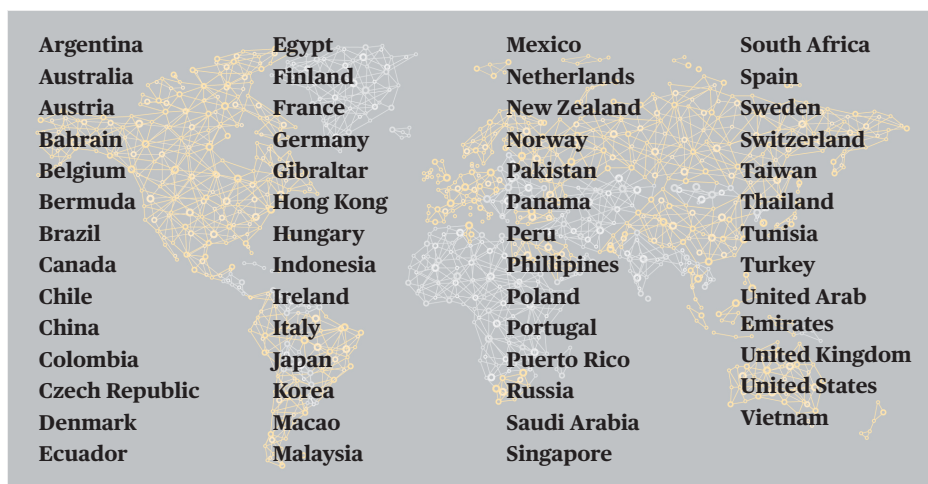 Argentina
Australia
Austria
Bahrain
Belgium
Bermuda
Brazil
Canada
Chile
China
Colombia
Czech Republic
Denmark
Ecuador
Egypt
Finland
France
Germany
Gibraltar
Hong Kong
Hungary
Indonesia
Ireland
Italy
Japan
Korea
Macao
Malaysia
Mexico
Netherlands
New Zealand
Norway
Pakistan
Panama
Peru
Phillipines
Poland
Portugal
Puerto Rico
Russia
Saudi Arabia
Singapore
South Africa
Spain
Sweden
Switzerland
Taiwan
Thailand
Tunisia
Turkey
United Arab
Emirates
United Kingdom
United States
Vietnam